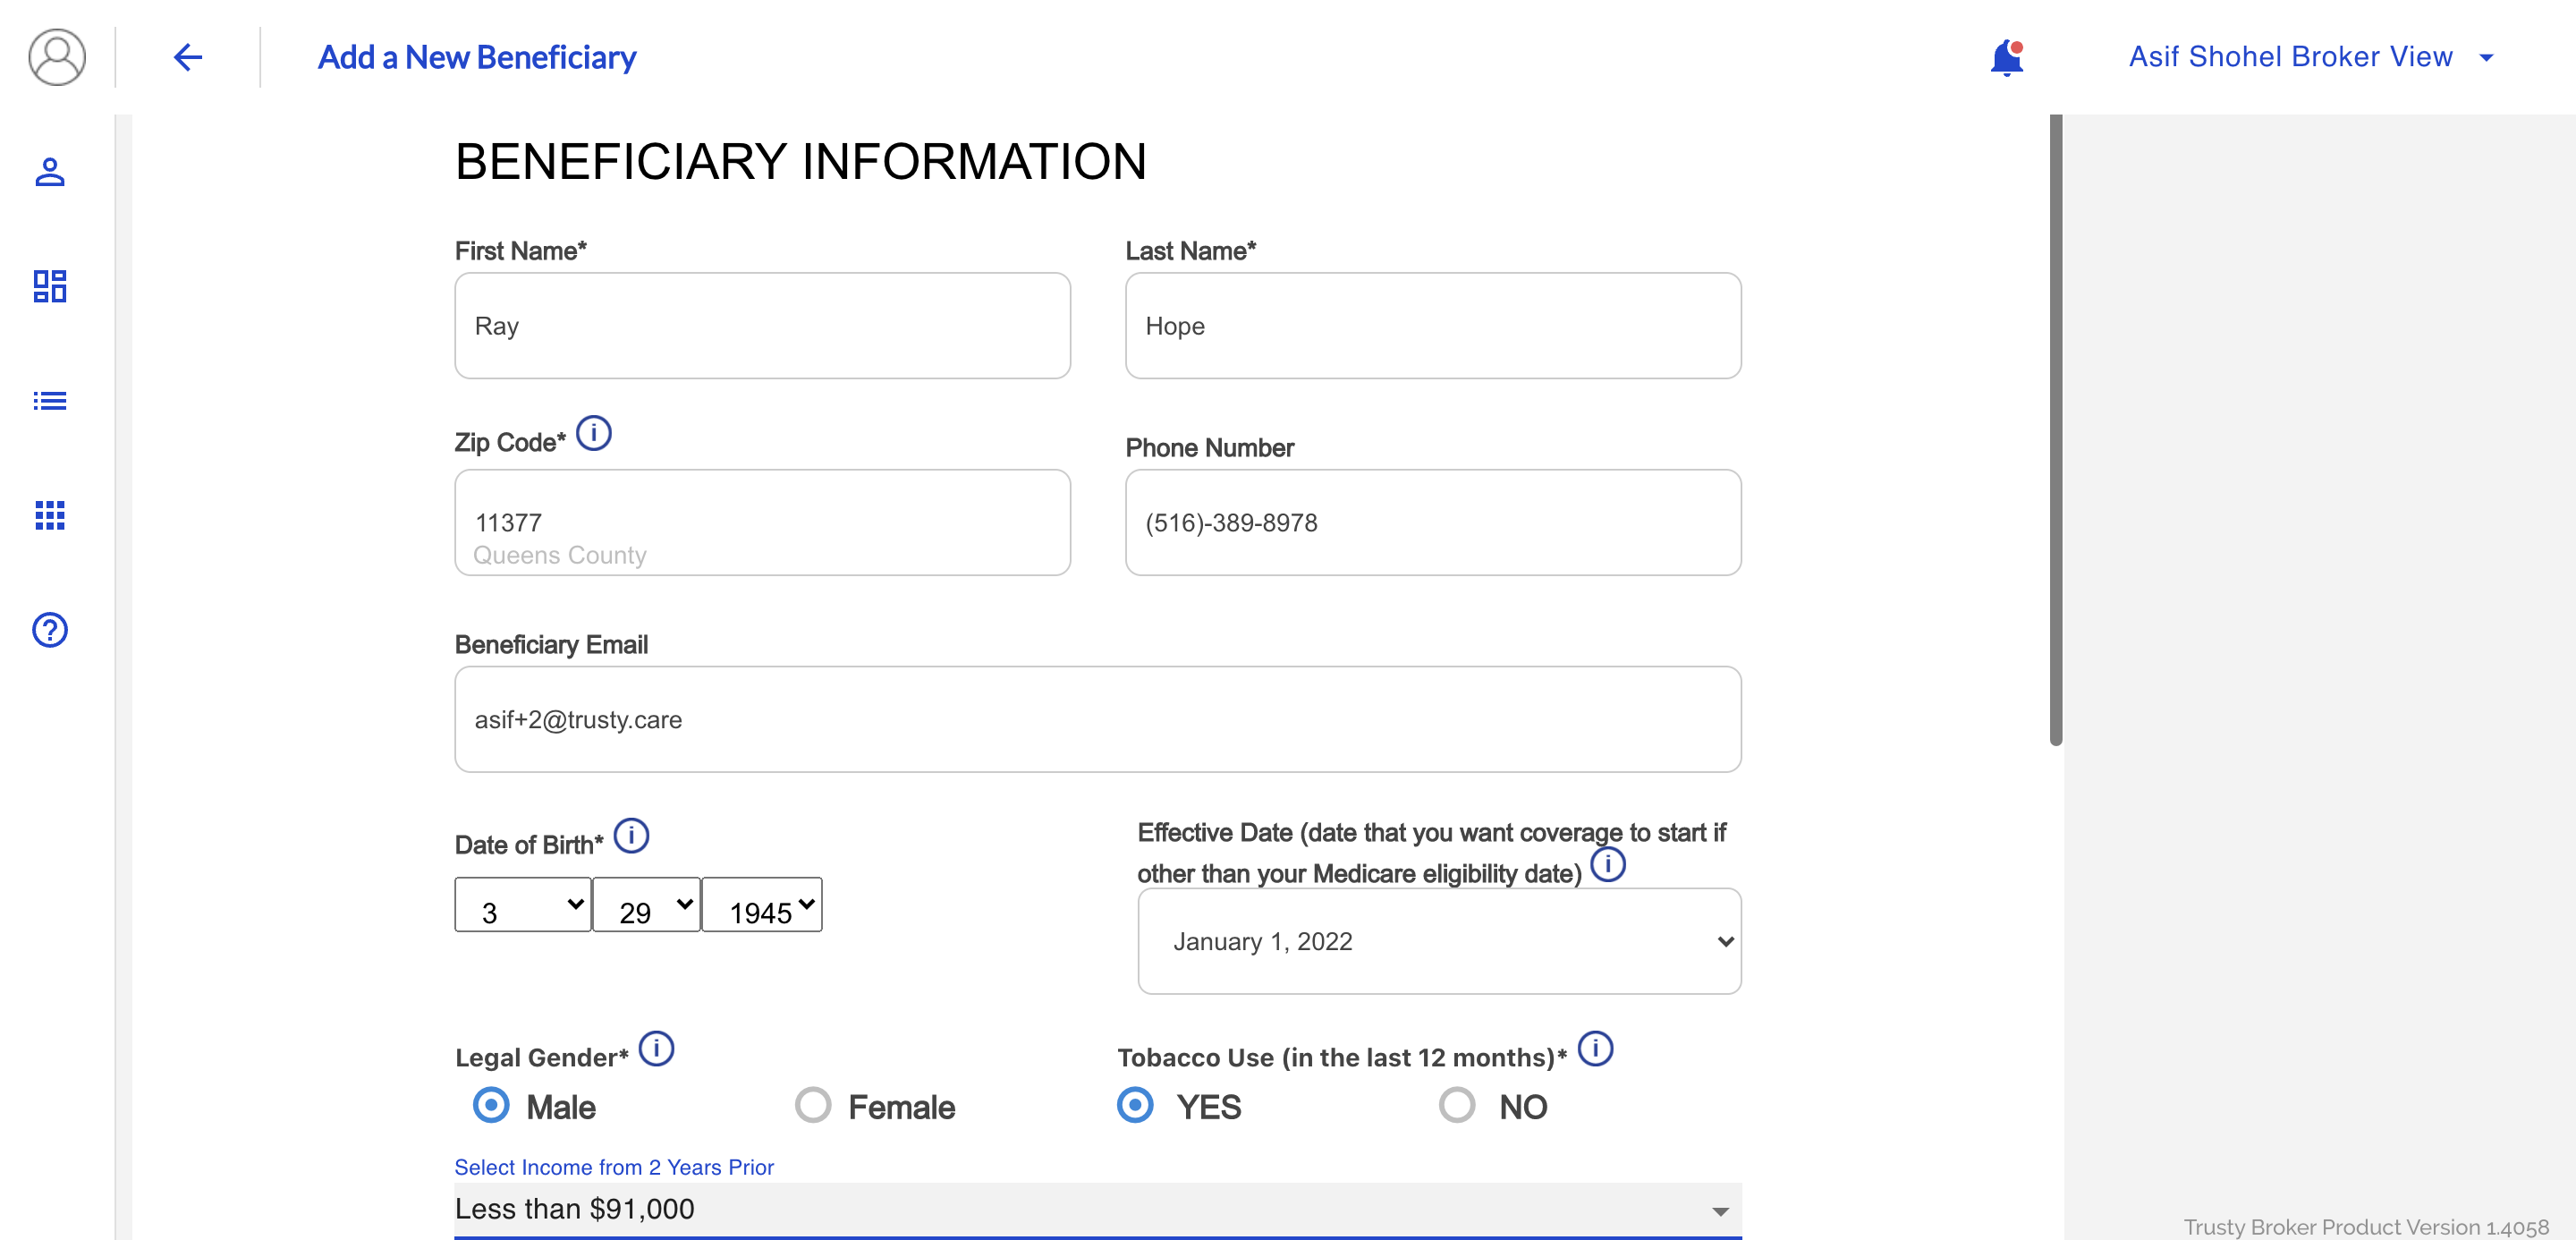 Add a New Beneficiary
Asif Shohel Broker View
BENEFICIARY INFORMATION
First Name*
Last Name*
Ray
Hope
Zip Code*
Phone Number
11377
Queens County
(516)-389-8978
Beneficiary Email
asif+2@trusty.care
Date of Birth*
Effective Date (date that you want coverage to start if
other than your Medicare eligibility date)
3 29 1945
January 1, 2022
Legal Gender*
Tobacco Use (in the last 12 months)*
Male Female
YES NO
Select Income from 2 Years Prior
Less than $91,000
Trusty Broker Product Version 1.4058